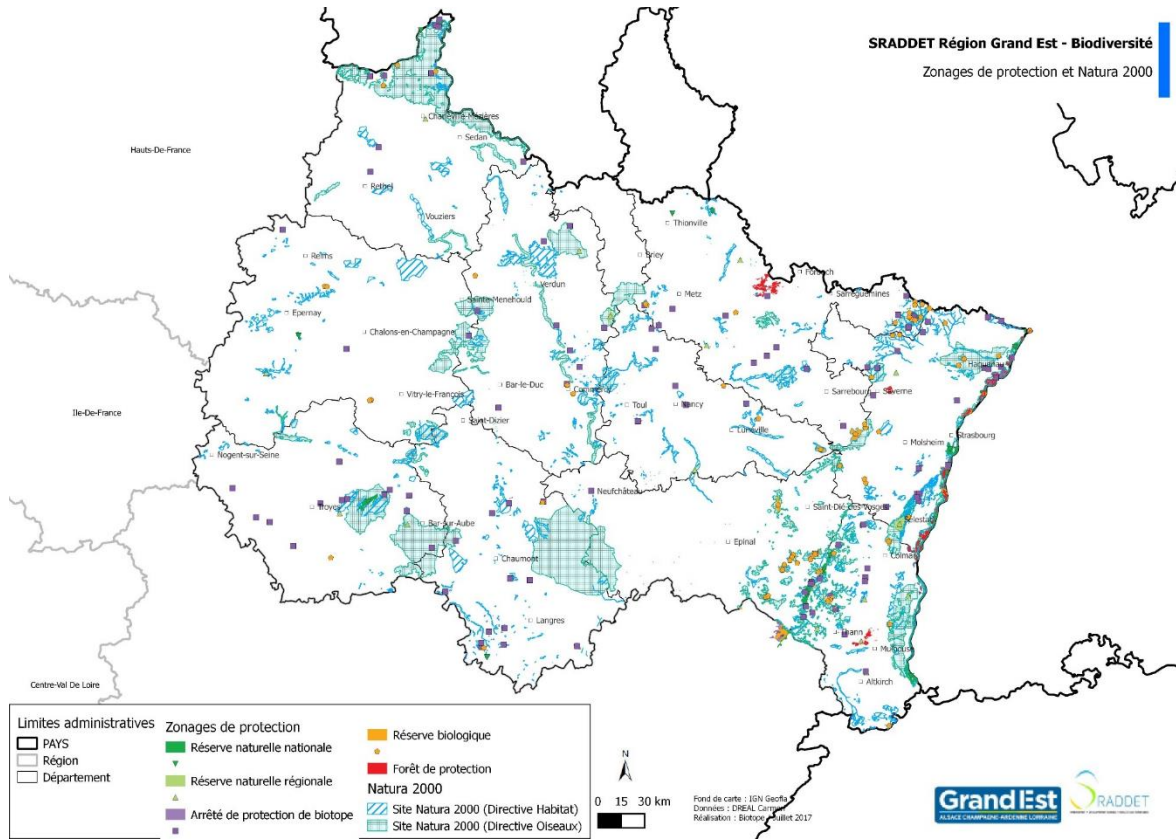 SRADDET Région Grand Est - Biodiversité
Zonages de protection et Natura 2000
Hauts-De-France
Ile-De-France
Centre-Val De Loire
Charleville-Mézières
Sedan
Rethel
Vouziers
Thionville
Reims
Briey
Forbach
Verdun
Metz
Sarreguemines
Sainte-Menehould
Epernay
Chalons-en-Champagne
Haguenau
Bar-le-Duc
Commercy
Vitry-le-François
Toul
Nancy
Sarrebourg
Saverne
Saint-Dizier
Lunéville
Molsheim
Strasbourg
Nogent-sur-Seine
Neufchâteau
Troyes
Saint-Dié des Vosges
Bar-sur-Aube
Sélestat
Epinal
Colmar
Chaumont
Langres
Thann
Mulhouse
Altkirch
Limites administratives
PAYS
Région
Département
Zonages de protection
Réserve naturelle nationale
Réserve naturelle régionale
Arrêté de protection de biotope
Réserve biologique
Forêt de protection
Natura 2000
Site Natura 2000 (Directive Habitat)
Site Natura 2000 (Directive Oiseaux)
N
0 15 30 km
Fond de carte : IGN Geofla
Données : DREAL Carmen
Réalisation : Biotope - Juillet 2017
GrandEst
ALSACE CHAMPAGNE-ARDENNE LORRAINE
SRADDET